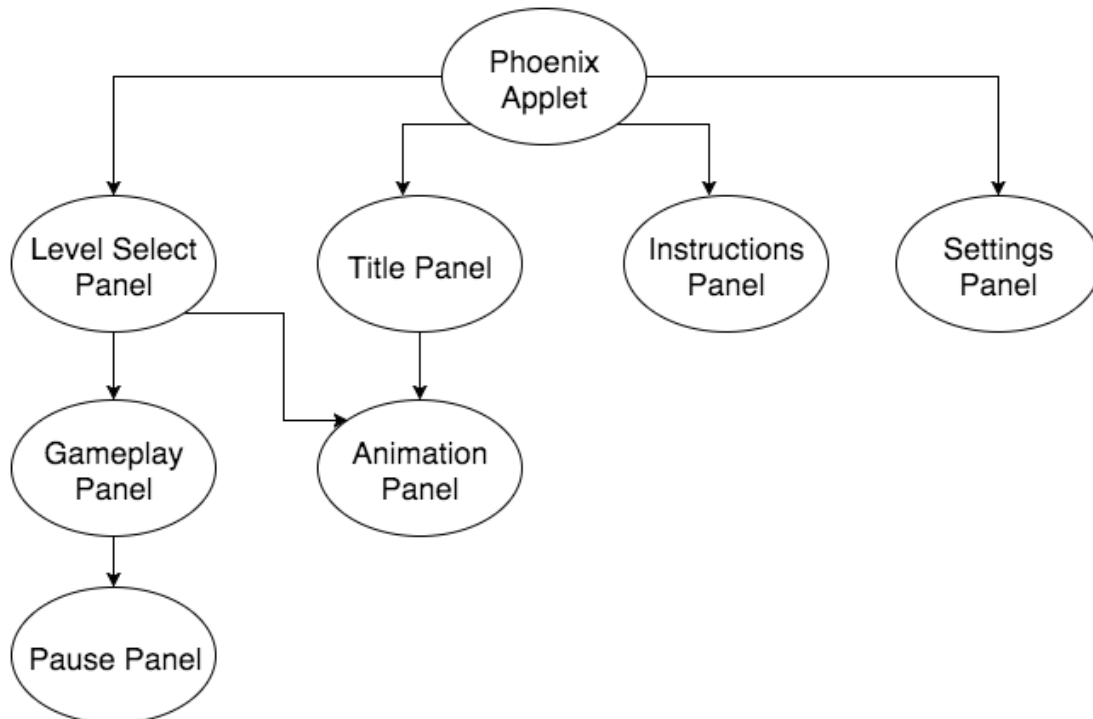 Phoenix
Applet
Level Select
Panel
Title Panel
Instructions
Panel
Settings
Panel
Gameplay
Panel
Animation
Panel
Pause Panel